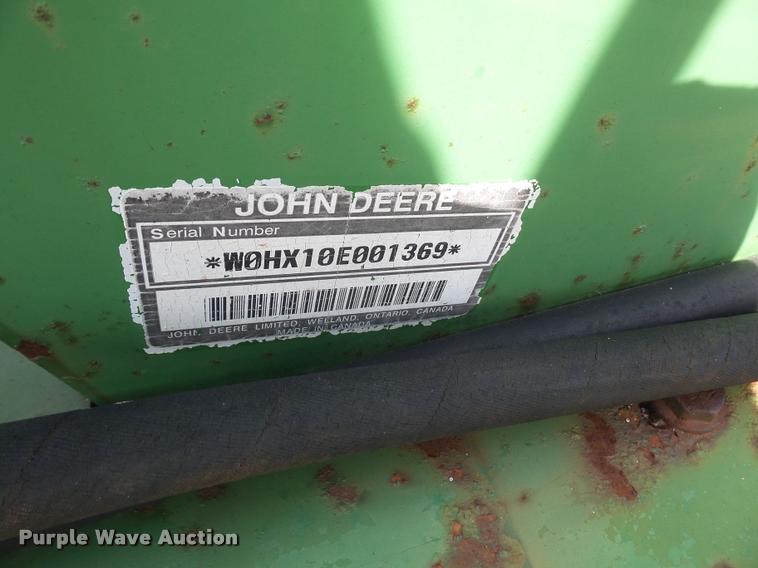 JOHN DEERE
Serial Number
*W0HX10E001369*
JOHN DEERE LIMITED, WELLAND, ONTARIO, CANADA
MADE IN CANADA
Purple Wave Auction